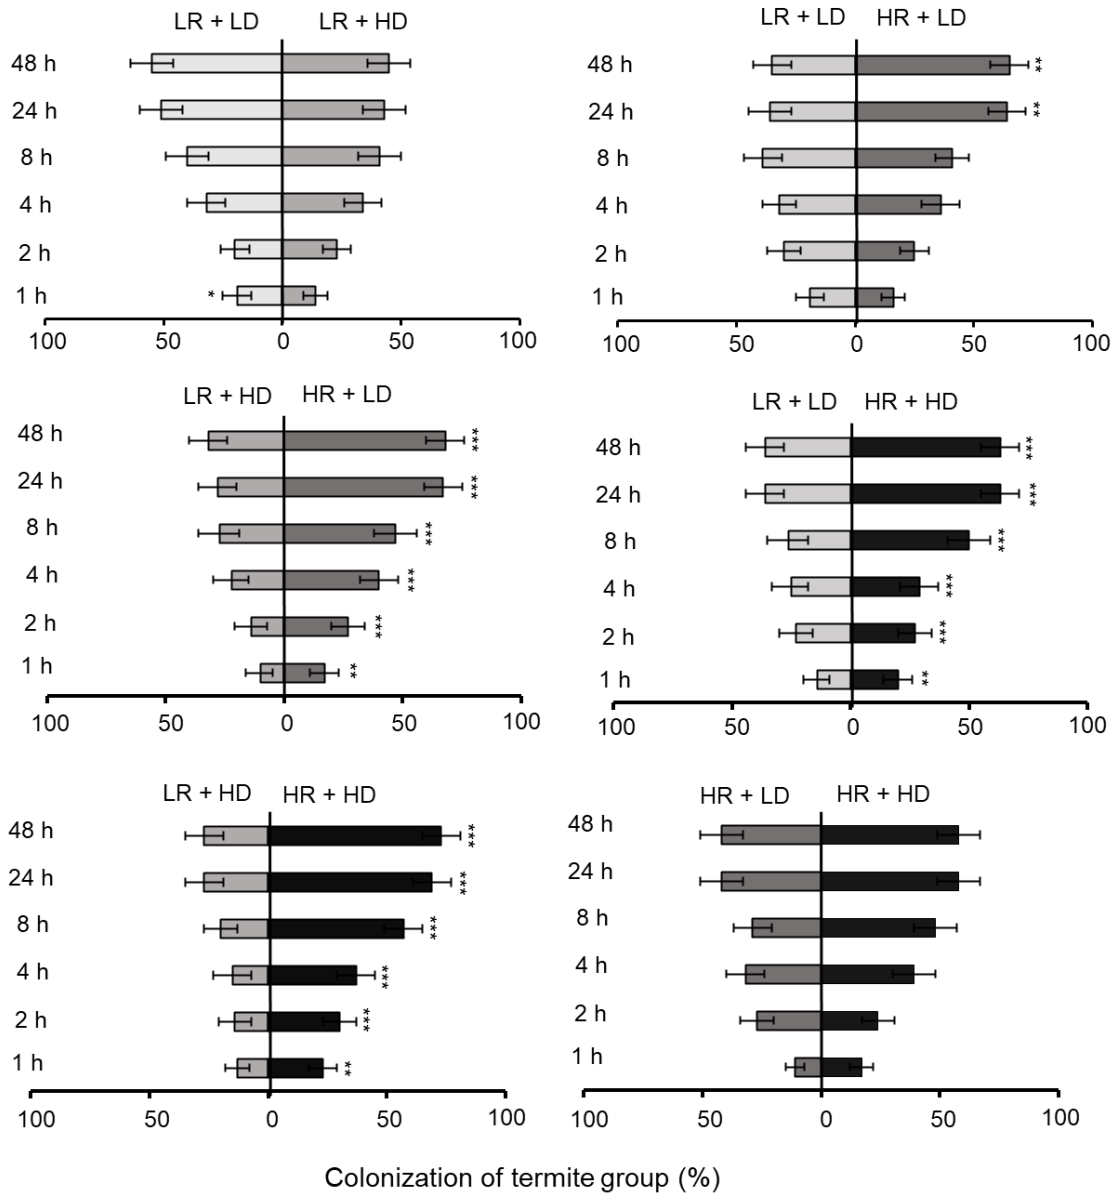 LR + LD LR + HD
48 h
24 h
8 h
4 h
2 h
* 1 h
100 50 0 50 100
LR + LD HR + LD
48 h **
24 h **
8 h
4 h
2 h
1 h
100 50 0 50 100
LR + HD HR + LD
48 h ***
24 h ***
8 h ***
4 h ***
2 h ***
1 h **
100 50 0 50 100
LR + LD HR + HD
48 h ***
24 h ***
8 h ***
4 h ***
2 h ***
1 h **
100 50 0 50 100
LR + HD HR + HD
48 h ***
24 h ***
8 h ***
4 h ***
2 h ***
1 h **
100 50 0 50 100
HR + LD HR + HD
48 h
24 h
8 h
4 h
2 h
1 h
100 50 0 50 100
Colonization of termite group (%)